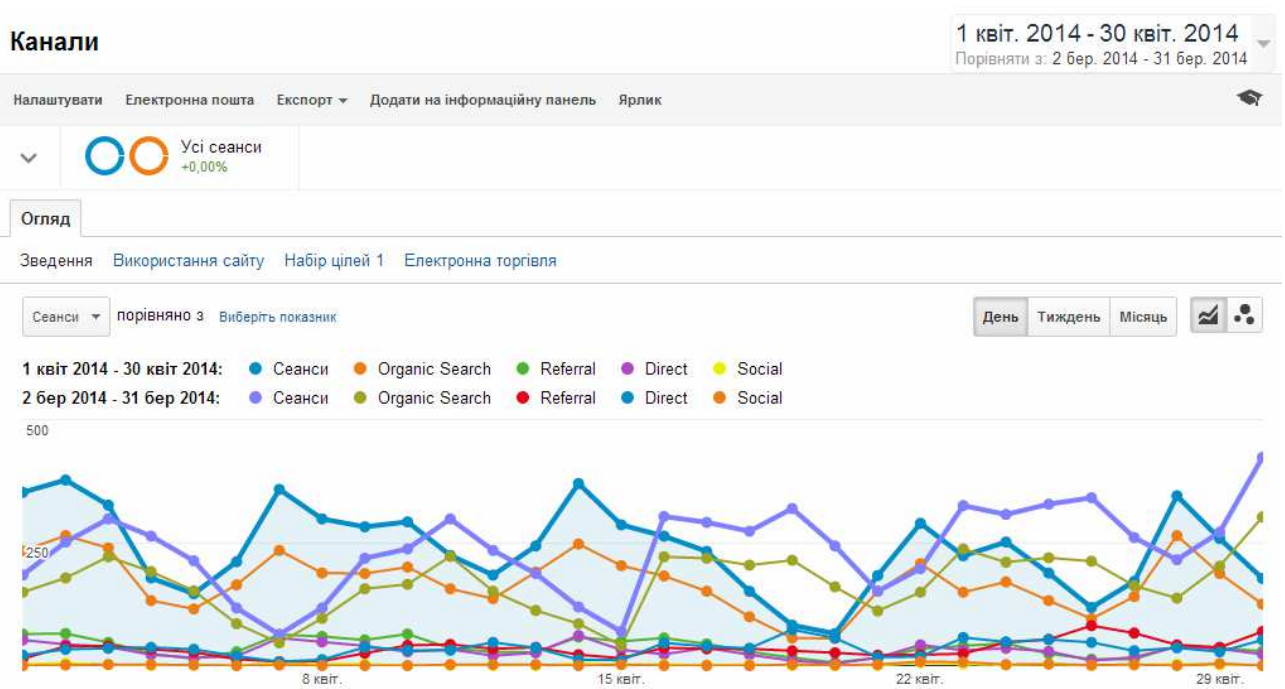 Канали
1 квіт. 2014 - 30 квіт. 2014
Порівняти з: 2 бер. 2014 - 31 бер. 2014
Налаштувати Електронна пошта Експорт Додати на інформаційну панель Ярлик
Усі сеанси
+0,00%
Огляд
Зведення Використання сайту Набір цілей 1 Електронна торгівля
Сеанси порівняно з Виберіть показник День Тиждень Місяць
1 квіт 2014 - 30 квіт 2014: Сеанси Organic Search Referral Direct Social
2 бер 2014 - 31 бер 2014: Сеанси Organic Search Referral Direct Social
500
250
8 квіт. 15 квіт. 22 квіт. 29 квіт.